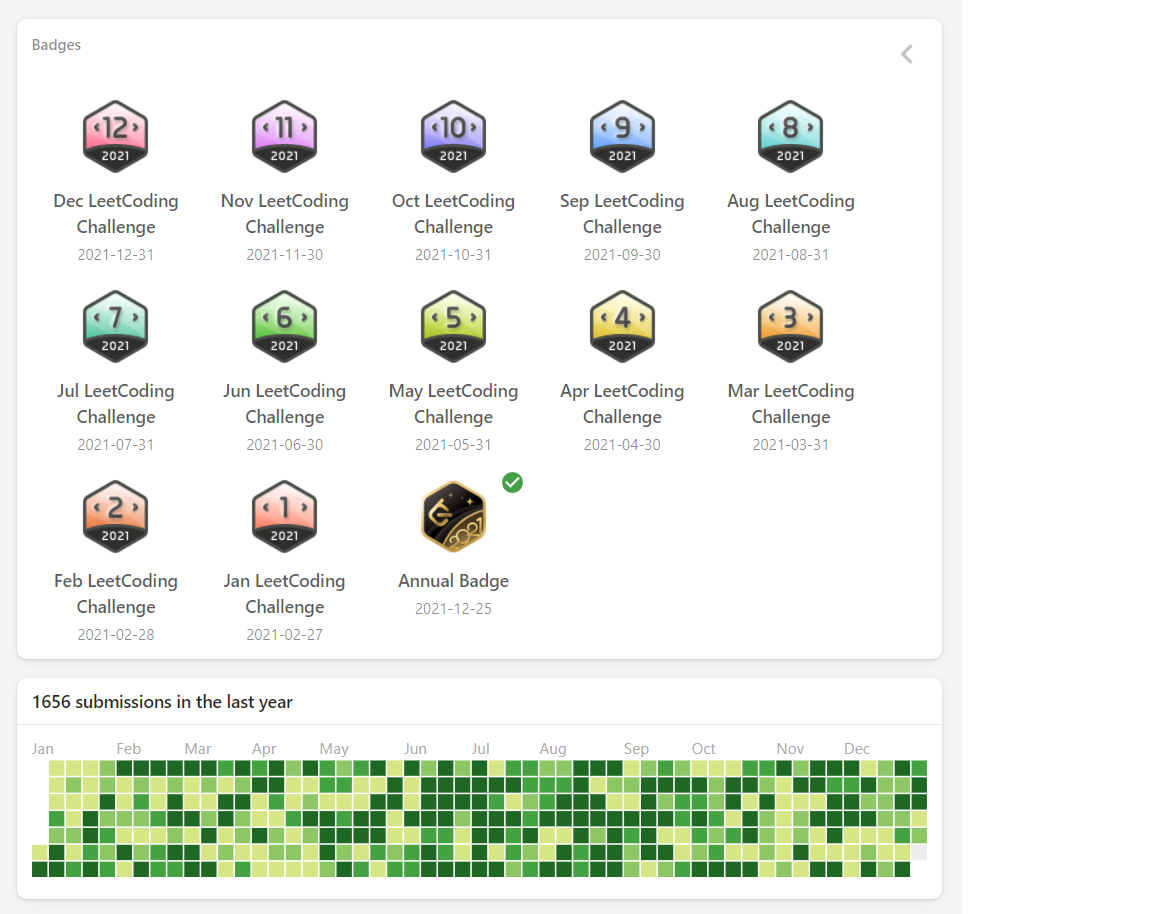 Badges
12 11 10 9 8
2021 2021 2021 2021 2021
Dec LeetCoding Nov LeetCoding Oct LeetCoding Sep LeetCoding Aug LeetCoding
Challenge Challenge Challenge Challenge Challenge
2021-12-31 2021-11-30 2021-10-31 2021-09-30 2021-08-31
7 6 5 4 3
2021 2021 2021 2021 2021
Jul LeetCoding Jun LeetCoding May LeetCoding Apr LeetCoding Mar LeetCoding
Challenge Challenge Challenge Challenge Challenge
2021-07-31 2021-06-30 2021-05-31 2021-04-30 2021-03-31
2 1
2021 2021 2021
Feb LeetCoding Jan LeetCoding Annual Badge
Challenge Challenge 2021-12-25
2021-02-28 2021-02-27
1656 submissions in the last year
Jan Feb Mar Apr May Jun Jul Aug Sep Oct Nov Dec